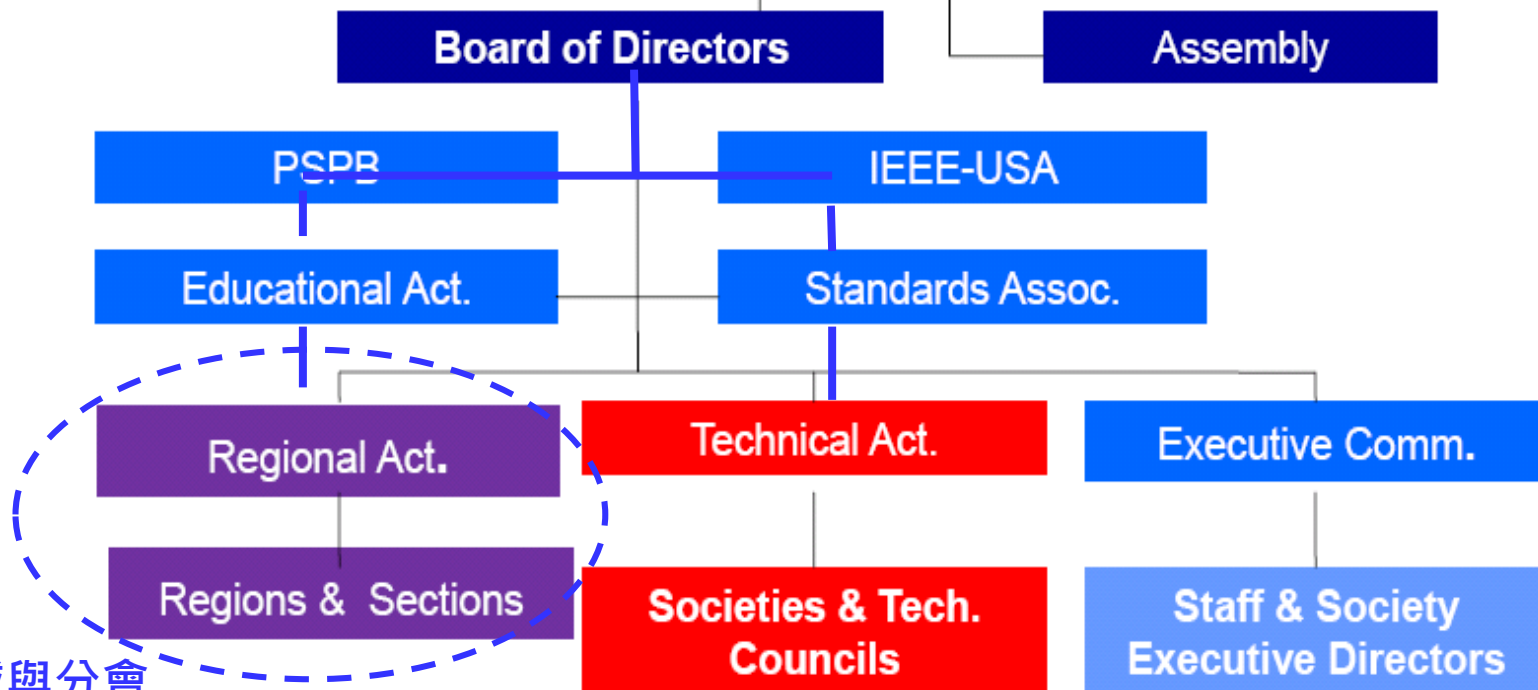 Board of Directors
Assembly
PSPB
IEEE-USA
Educational Act.
Standards Assoc.
Regional Act.
Technical Act.
Executive Comm.
Regions & Sections
Societies & Tech.
Councils
Staff & Society
Executive Directors
與分會